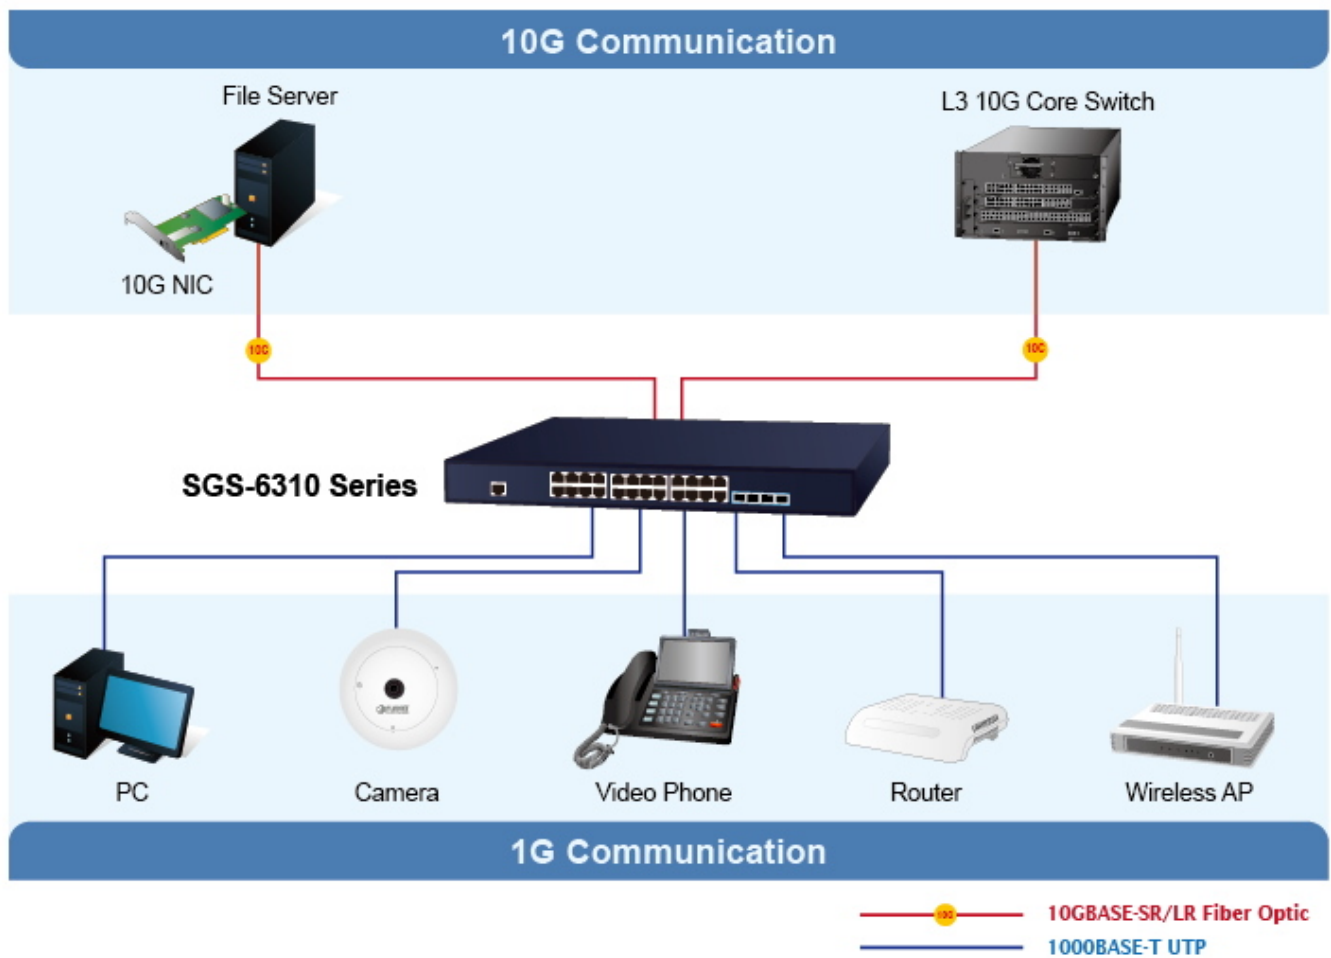 10G Communication
File Server
L3 10G Core Switch
10G NIC
10G
10G
SGS-6310 Series
PC
Camera
Video Phone
Router
Wireless AP
1G Communication
10G
10GBASE-SR/LR Fiber Optic
1000BASE-T UTP